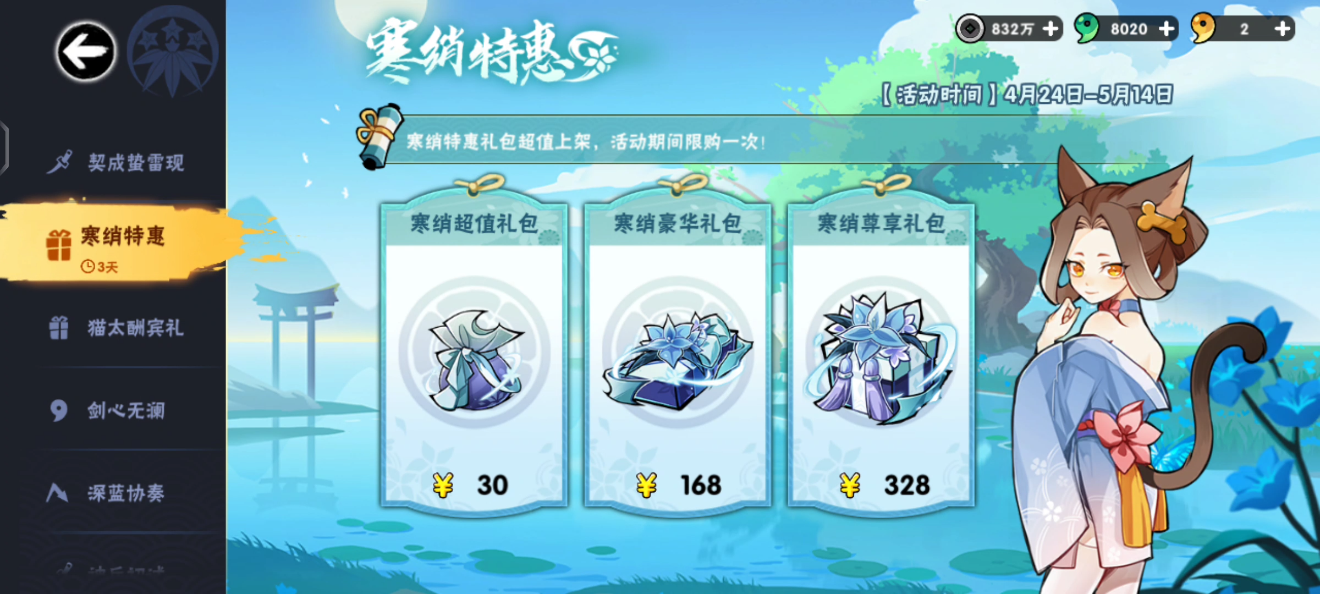 寒绡特惠
832万
8020
2
【活动时间】4月24日-5月14日
寒绡特惠礼包超值上架，活动期间限购一次！
契成蛰雷现
寒绡特惠
3天
猫太酬宾礼
剑心无澜
深蓝协奏
寒绡超值礼包
¥ 30
寒绡豪华礼包
¥ 168
寒绡尊享礼包
¥ 328